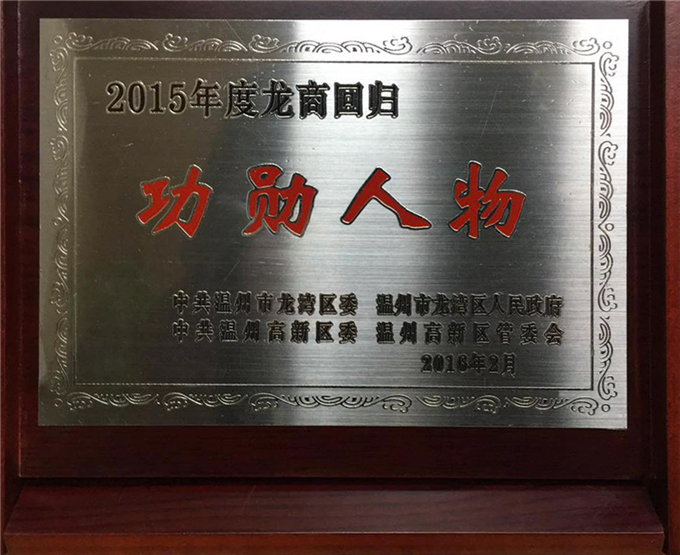 2015年度龙商回归
功勋人物
中共温州市龙湾区委 温州市龙湾区人民政府
中共温州高新区委 温州高新区管委会
2016年2月